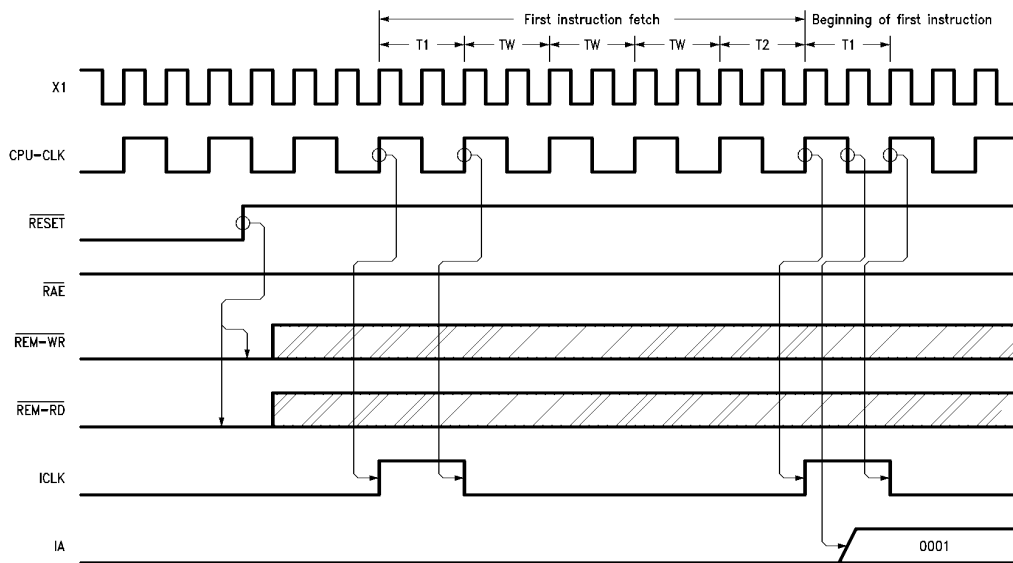 First instruction fetch
Beginning of first instruction
T1 TW TW TW T2 T1
X1
CPU-CLK
RESET
RAE
REM-WR
REM-RD
ICLK
IA
0001